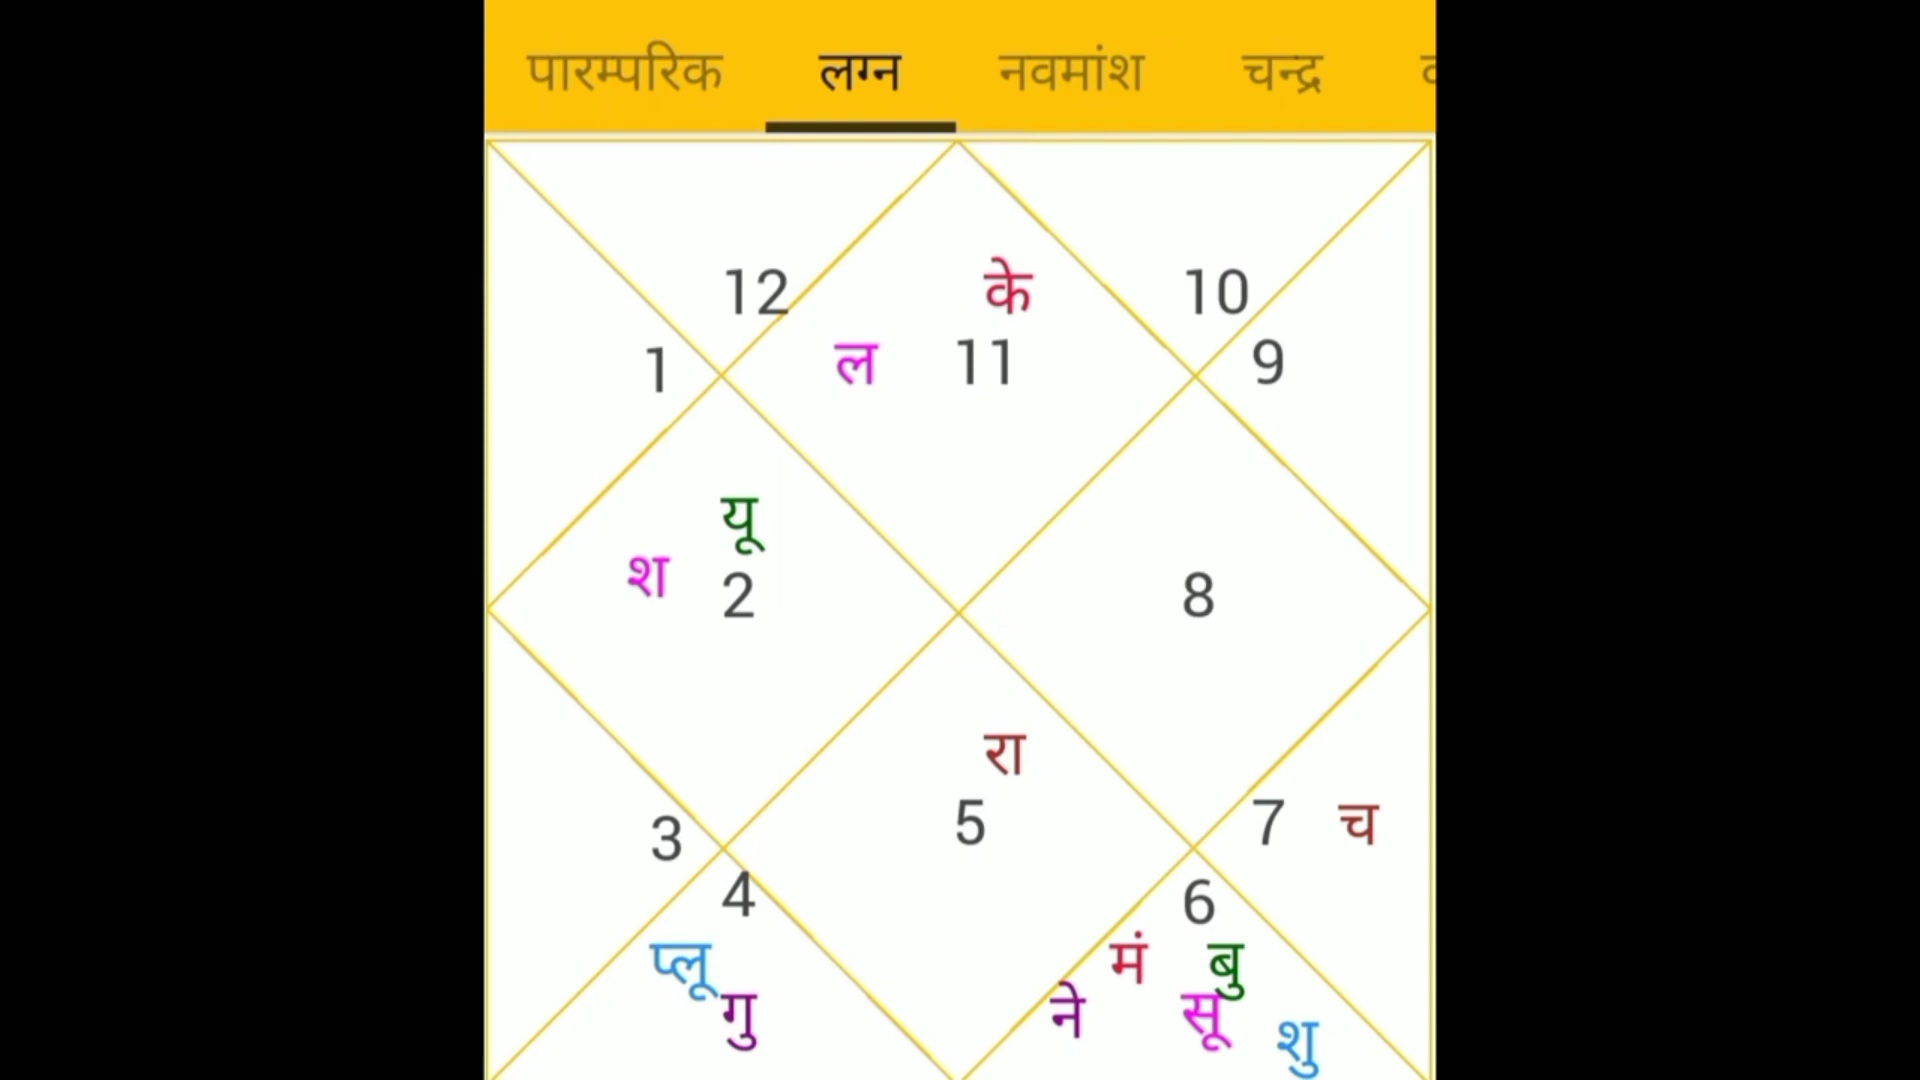 पारम्परिक लग्न नवमांश चन्द्र
12 के 10
1 ल 11 9
यू
श 2 8
रा
3 5 7 च
4 6
प्लू मं बु
गु ने सू शु